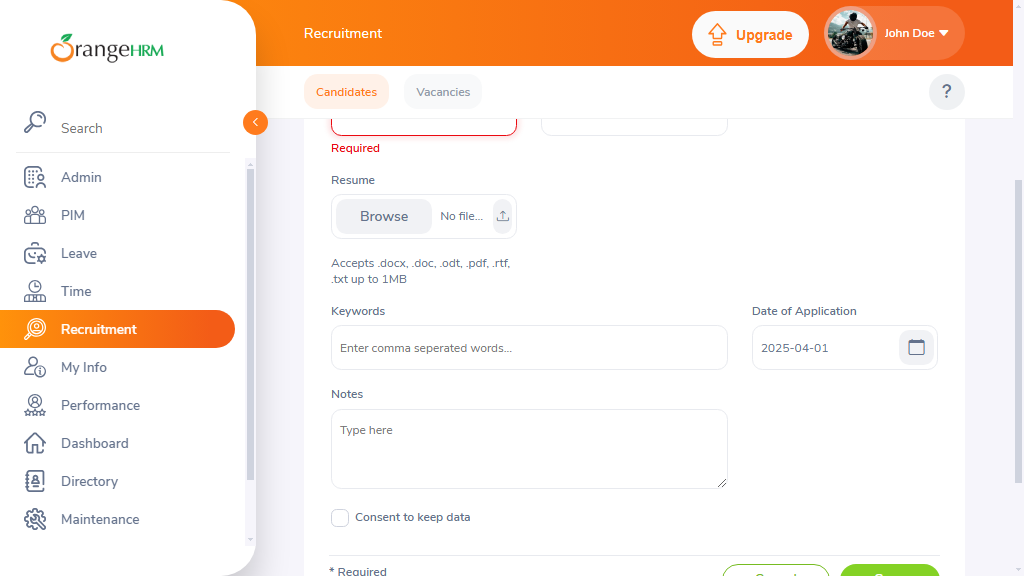 OrangeHRM
Recruitment
Upgrade
John Doe
Candidates
Vacancies
?
Search
Admin
PIM
Leave
Time
Recruitment
My Info
Performance
Dashboard
Directory
Maintenance
Required
Resume
Browse
No file...
Accepts .docx, .doc, .odt, .pdf, .rtf,
.txt up to 1MB
Keywords
Date of Application
Enter comma seperated words...
2025-04-01
Notes
Type here
Consent to keep data
* Required